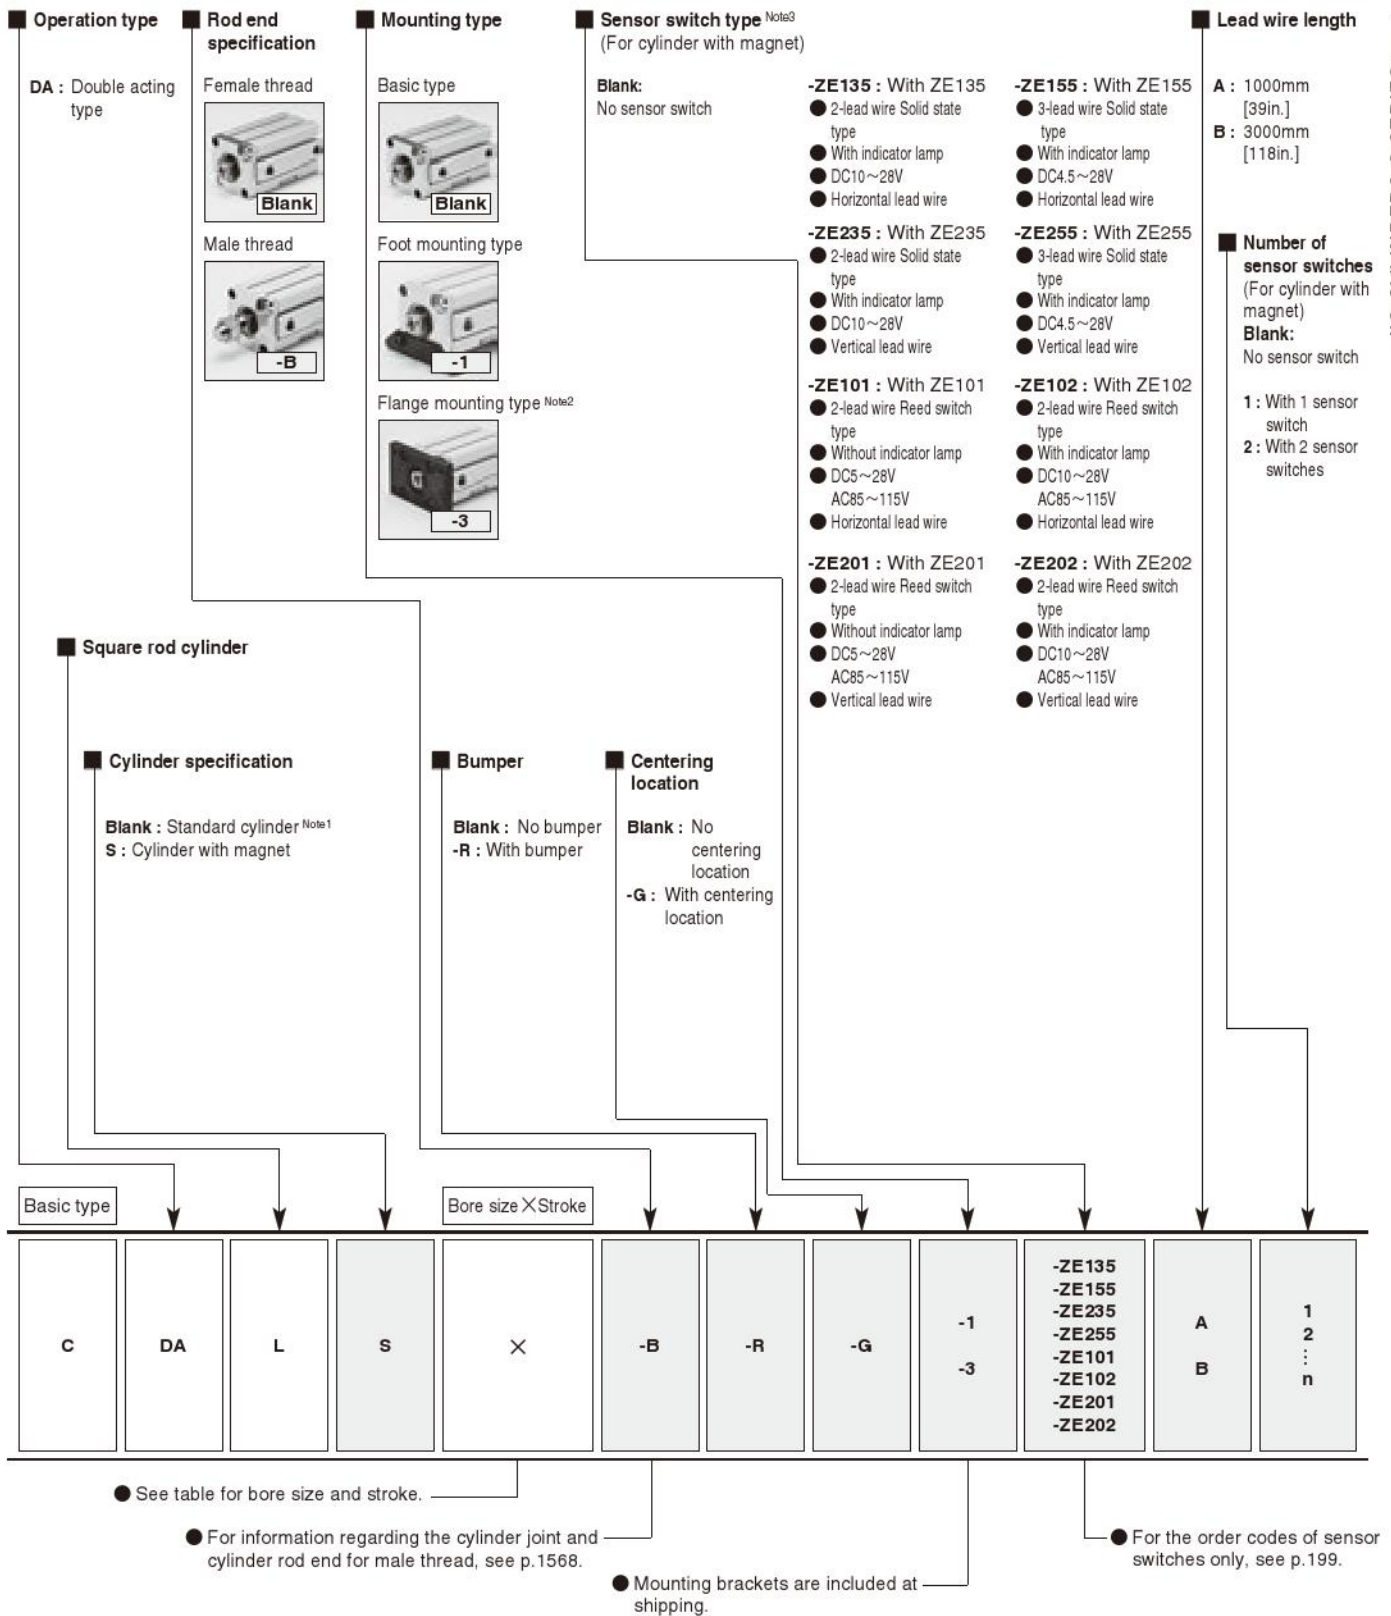 ■ Operation type
DA : Double acting
type
■ Rod end
specification
Female thread
Blank
Male thread
-B
■ Mounting type
Basic type
Blank
Foot mounting type
-1
Flange mounting type Note2
-3
■ Sensor switch type Note3
(For cylinder with magnet)
Blank:
No sensor switch
-ZE135 : With ZE135
● 2-lead wire Solid state
type
● With indicator lamp
● DC10～28V
● Horizontal lead wire
-ZE155 : With ZE155
● 3-lead wire Solid state
type
● With indicator lamp
● DC4.5～28V
● Horizontal lead wire
-ZE235 : With ZE235
● 2-lead wire Solid state
type
● With indicator lamp
● DC10～28V
● Vertical lead wire
-ZE255 : With ZE255
● 3-lead wire Solid state
type
● With indicator lamp
● DC4.5～28V
● Vertical lead wire
-ZE101 : With ZE101
● 2-lead wire Reed switch
type
● Without indicator lamp
● DC5～28V
AC85～115V
● Horizontal lead wire
-ZE102 : With ZE102
● 2-lead wire Reed switch
type
● With indicator lamp
● DC10～28V
AC85～115V
● Horizontal lead wire
-ZE201 : With ZE201
● 2-lead wire Reed switch
type
● Without indicator lamp
● DC5～28V
AC85～115V
● Vertical lead wire
-ZE202 : With ZE202
● 2-lead wire Reed switch
type
● With indicator lamp
● DC10～28V
AC85～115V
● Vertical lead wire
■ Lead wire length
A : 1000mm
[39in.]
B : 3000mm
[118in.]
■ Number of
sensor switches
(For cylinder with
magnet)
Blank:
No sensor switch
1 : With 1 sensor
switch
2 : With 2 sensor
switches
■ Square rod cylinder
■ Cylinder specification
Blank : Standard cylinder Note1
S : Cylinder with magnet
■ Bumper
Blank : No bumper
-R : With bumper
■ Centering
location
Blank : No
centering
location
-G : With centering
location
Basic type
Bore size×Stroke
C
DA
L
S
×
-B
-R
-G
-1
-3
-ZE135
-ZE155
-ZE235
-ZE255
-ZE101
-ZE102
-ZE201
-ZE202
A
B
1
2
⋮
n
● See table for bore size and stroke.
● For information regarding the cylinder joint and
cylinder rod end for male thread, see p.1568.
● Mounting brackets are included at
shipping.
● For the order codes of sensor
switches only, see p.199.